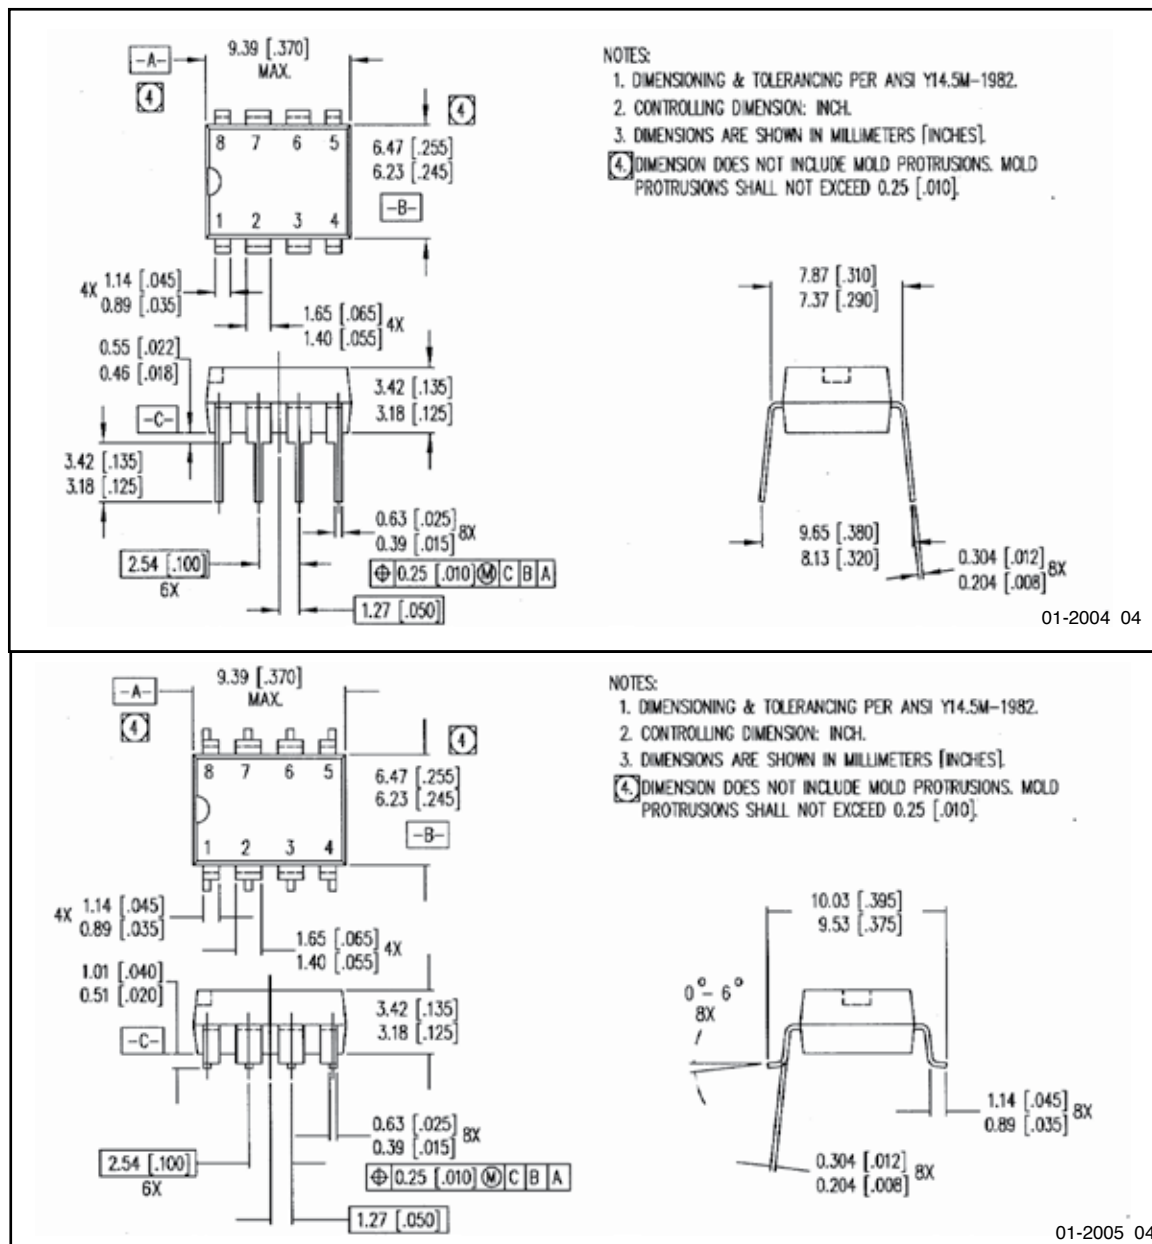 9.39 [.370]
MAX.
-A-
4
4
8 7 6 5
1 2 3 4
6.47 [.255]
6.23 [.245]
-B-
4X 1.14 [.045]
0.89 [.035]
1.65 [.065] 4X
1.40 [.055]
0.55 [.022]
0.46 [.018]
-C-
3.42 [.135]
3.18 [.125]
3.42 [.135]
3.18 [.125]
0.63 [.025] 8X
0.39 [.015]
2.54 [.100]
6X
⌖ 0.25 [.010] Ⓜ C B A
1.27 [.050]
NOTES:
1. DIMENSIONING & TOLERANCING PER ANSI Y14.5M-1982.
2. CONTROLLING DIMENSION: INCH.
3. DIMENSIONS ARE SHOWN IN MILLIMETERS [INCHES].
4. DIMENSION DOES NOT INCLUDE MOLD PROTRUSIONS. MOLD
PROTRUSIONS SHALL NOT EXCEED 0.25 [.010].
7.87 [.310]
7.37 [.290]
9.65 [.380]
8.13 [.320]
0.304 [.012] 8X
0.204 [.008]
01-2004 04
9.39 [.370]
MAX.
-A-
4
4
8 7 6 5
1 2 3 4
6.47 [.255]
6.23 [.245]
-B-
4X 1.14 [.045]
0.89 [.035]
1.65 [.065] 4X
1.40 [.055]
1.01 [.040]
0.51 [.020]
-C-
3.42 [.135]
3.18 [.125]
0.63 [.025] 8X
0.39 [.015]
2.54 [.100]
6X
⌖ 0.25 [.010] Ⓜ C B A
1.27 [.050]
NOTES:
1. DIMENSIONING & TOLERANCING PER ANSI Y14.5M-1982.
2. CONTROLLING DIMENSION: INCH.
3. DIMENSIONS ARE SHOWN IN MILLIMETERS [INCHES].
4. DIMENSION DOES NOT INCLUDE MOLD PROTRUSIONS. MOLD
PROTRUSIONS SHALL NOT EXCEED 0.25 [.010].
10.03 [.395]
9.53 [.375]
0°-6°
8X
1.14 [.045] 8X
0.89 [.035]
0.304 [.012] 8X
0.204 [.008]
01-2005 04